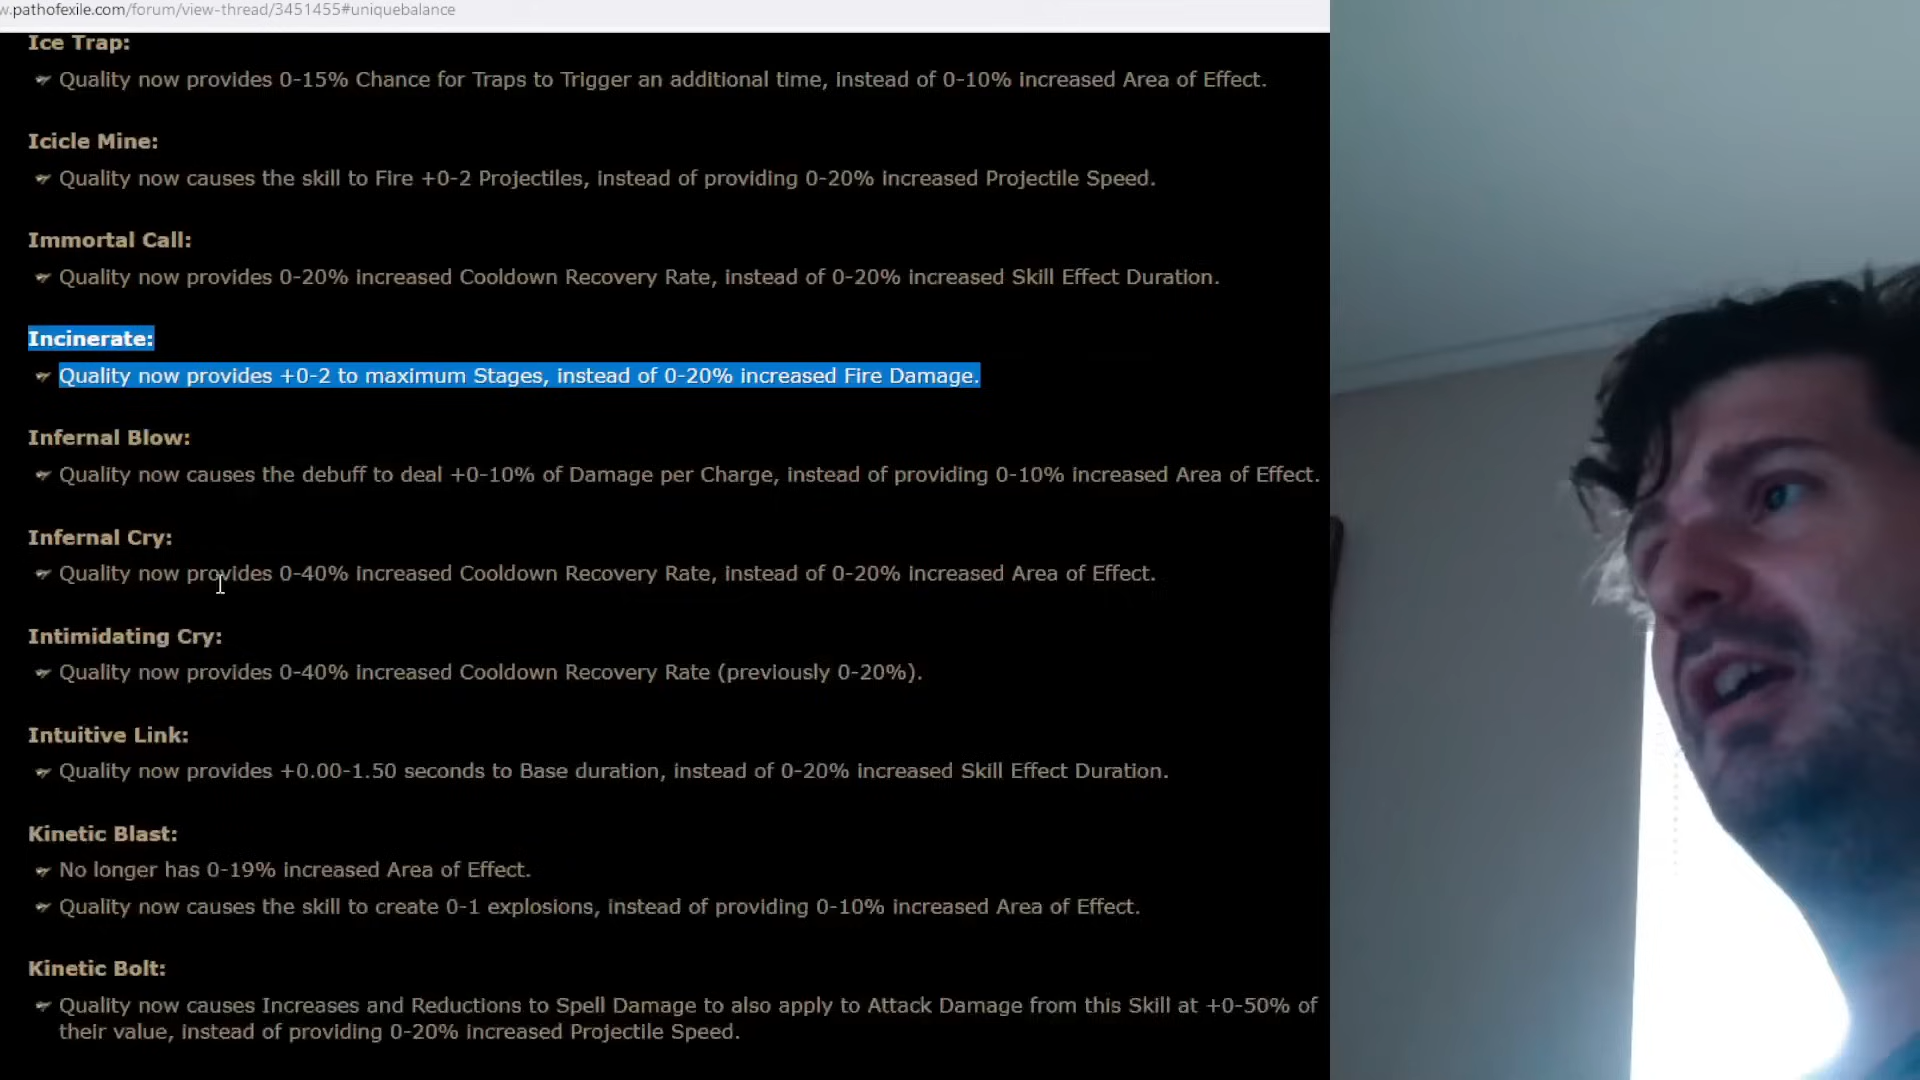 w.pathofexile.com/forum/view-thread/3451455#uniquebalance
Ice Trap:
Quality now provides 0-15% Chance for Traps to Trigger an additional time, instead of 0-10% increased Area of Effect.
Icicle Mine:
Quality now causes the skill to Fire +0-2 Projectiles, instead of providing 0-20% increased Projectile Speed.
Immortal Call:
Quality now provides 0-20% increased Cooldown Recovery Rate, instead of 0-20% increased Skill Effect Duration.
Incinerate:
Quality now provides +0-2 to maximum Stages, instead of 0-20% increased Fire Damage.
Infernal Blow:
Quality now causes the debuff to deal +0-10% of Damage per Charge, instead of providing 0-10% increased Area of Effect.
Infernal Cry:
Quality now provides 0-40% increased Cooldown Recovery Rate, instead of 0-20% increased Area of Effect.
Intimidating Cry:
Quality now provides 0-40% increased Cooldown Recovery Rate (previously 0-20%).
Intuitive Link:
Quality now provides +0.00-1.50 seconds to Base duration, instead of 0-20% increased Skill Effect Duration.
Kinetic Blast:
No longer has 0-19% increased Area of Effect.
Quality now causes the skill to create 0-1 explosions, instead of providing 0-10% increased Area of Effect.
Kinetic Bolt:
Quality now causes Increases and Reductions to Spell Damage to also apply to Attack Damage from this Skill at +0-50% of
their value, instead of providing 0-20% increased Projectile Speed.